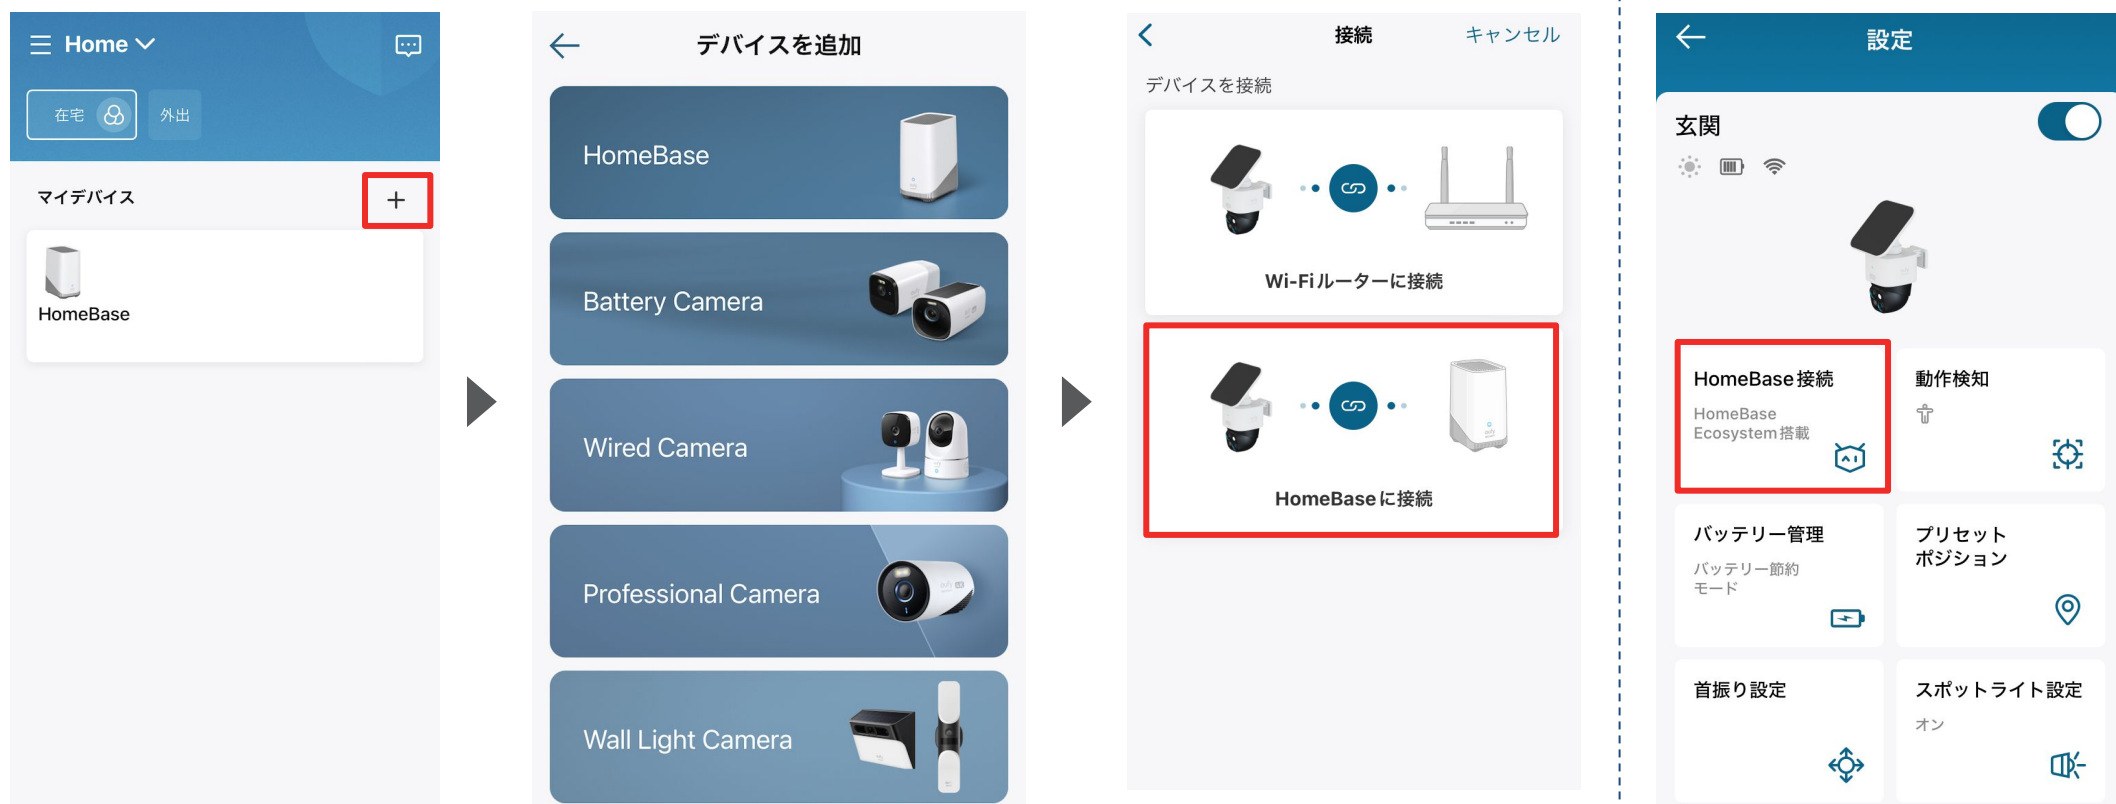 Home
在宅
外出
マイデバイス
+
HomeBase
デバイスを追加
HomeBase
Battery Camera
Wired Camera
Professional Camera
Wall Light Camera
接続
キャンセル
デバイスを接続
Wi-Fiルーターに接続
HomeBaseに接続
設定
玄関
HomeBase接続
HomeBase
Ecosystem搭載
動作検知
バッテリー管理
バッテリー節約
モード
プリセット
ポジション
首振り設定
スポットライト設定
オン